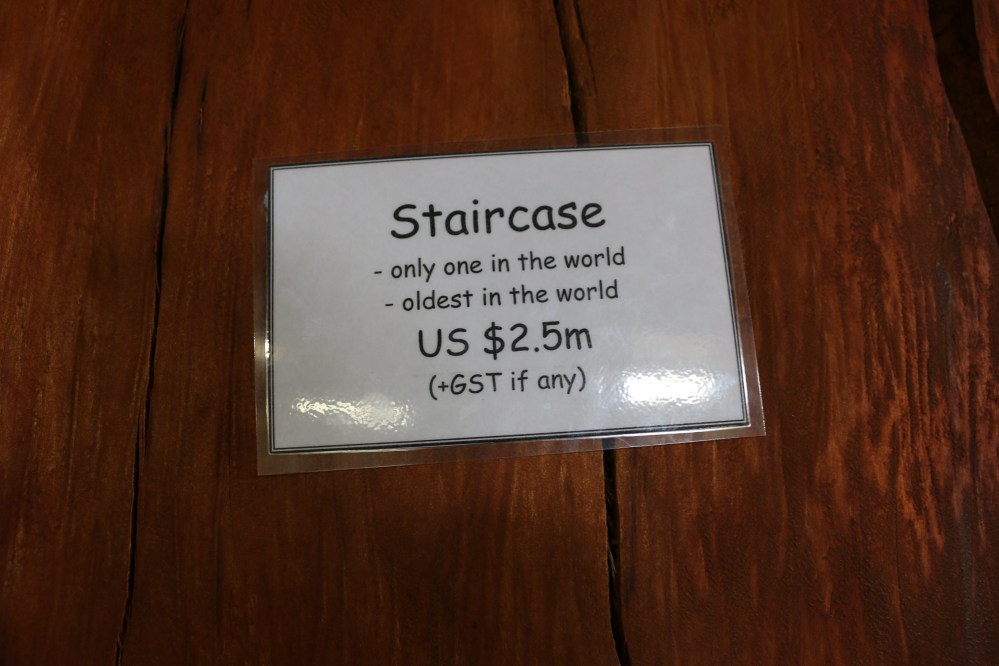 Staircase
- only one in the world
- oldest in the world
US $2.5m
(+GST if any)